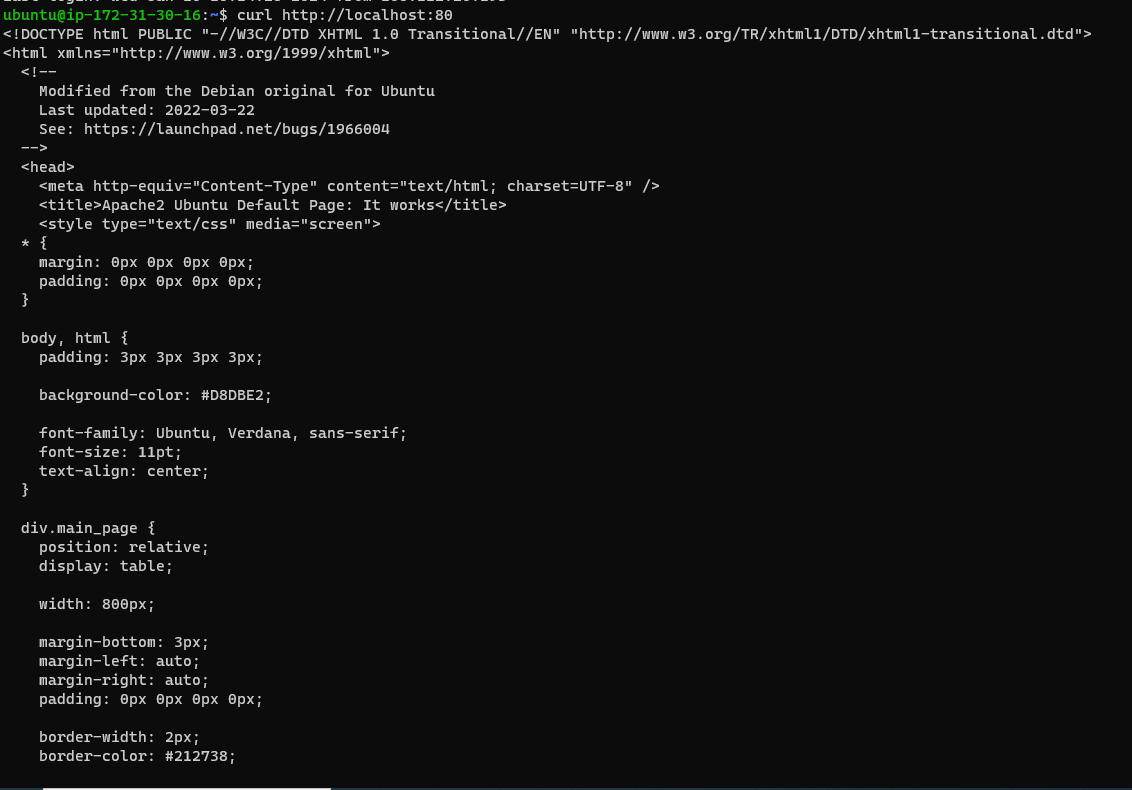 ubuntu@ip-172-31-30-16:~$ curl http://localhost:80
<!DOCTYPE html PUBLIC "-//W3C//DTD XHTML 1.0 Transitional//EN" "http://www.w3.org/TR/xhtml1/DTD/xhtml1-transitional.dtd">
<html xmlns="http://www.w3.org/1999/xhtml">
  <!--
    Modified from the Debian original for Ubuntu
    Last updated: 2022-03-22
    See: https://launchpad.net/bugs/1966004
  -->
  <head>
    <meta http-equiv="Content-Type" content="text/html; charset=UTF-8" />
    <title>Apache2 Ubuntu Default Page: It works</title>
    <style type="text/css" media="screen">
  * {
    margin: 0px 0px 0px 0px;
    padding: 0px 0px 0px 0px;
  }

  body, html {
    padding: 3px 3px 3px 3px;

    background-color: #D8DBE2;

    font-family: Ubuntu, Verdana, sans-serif;
    font-size: 11pt;
    text-align: center;
  }

  div.main_page {
    position: relative;
    display: table;

    width: 800px;

    margin-bottom: 3px;
    margin-left: auto;
    margin-right: auto;
    padding: 0px 0px 0px 0px;

    border-width: 2px;
    border-color: #212738;